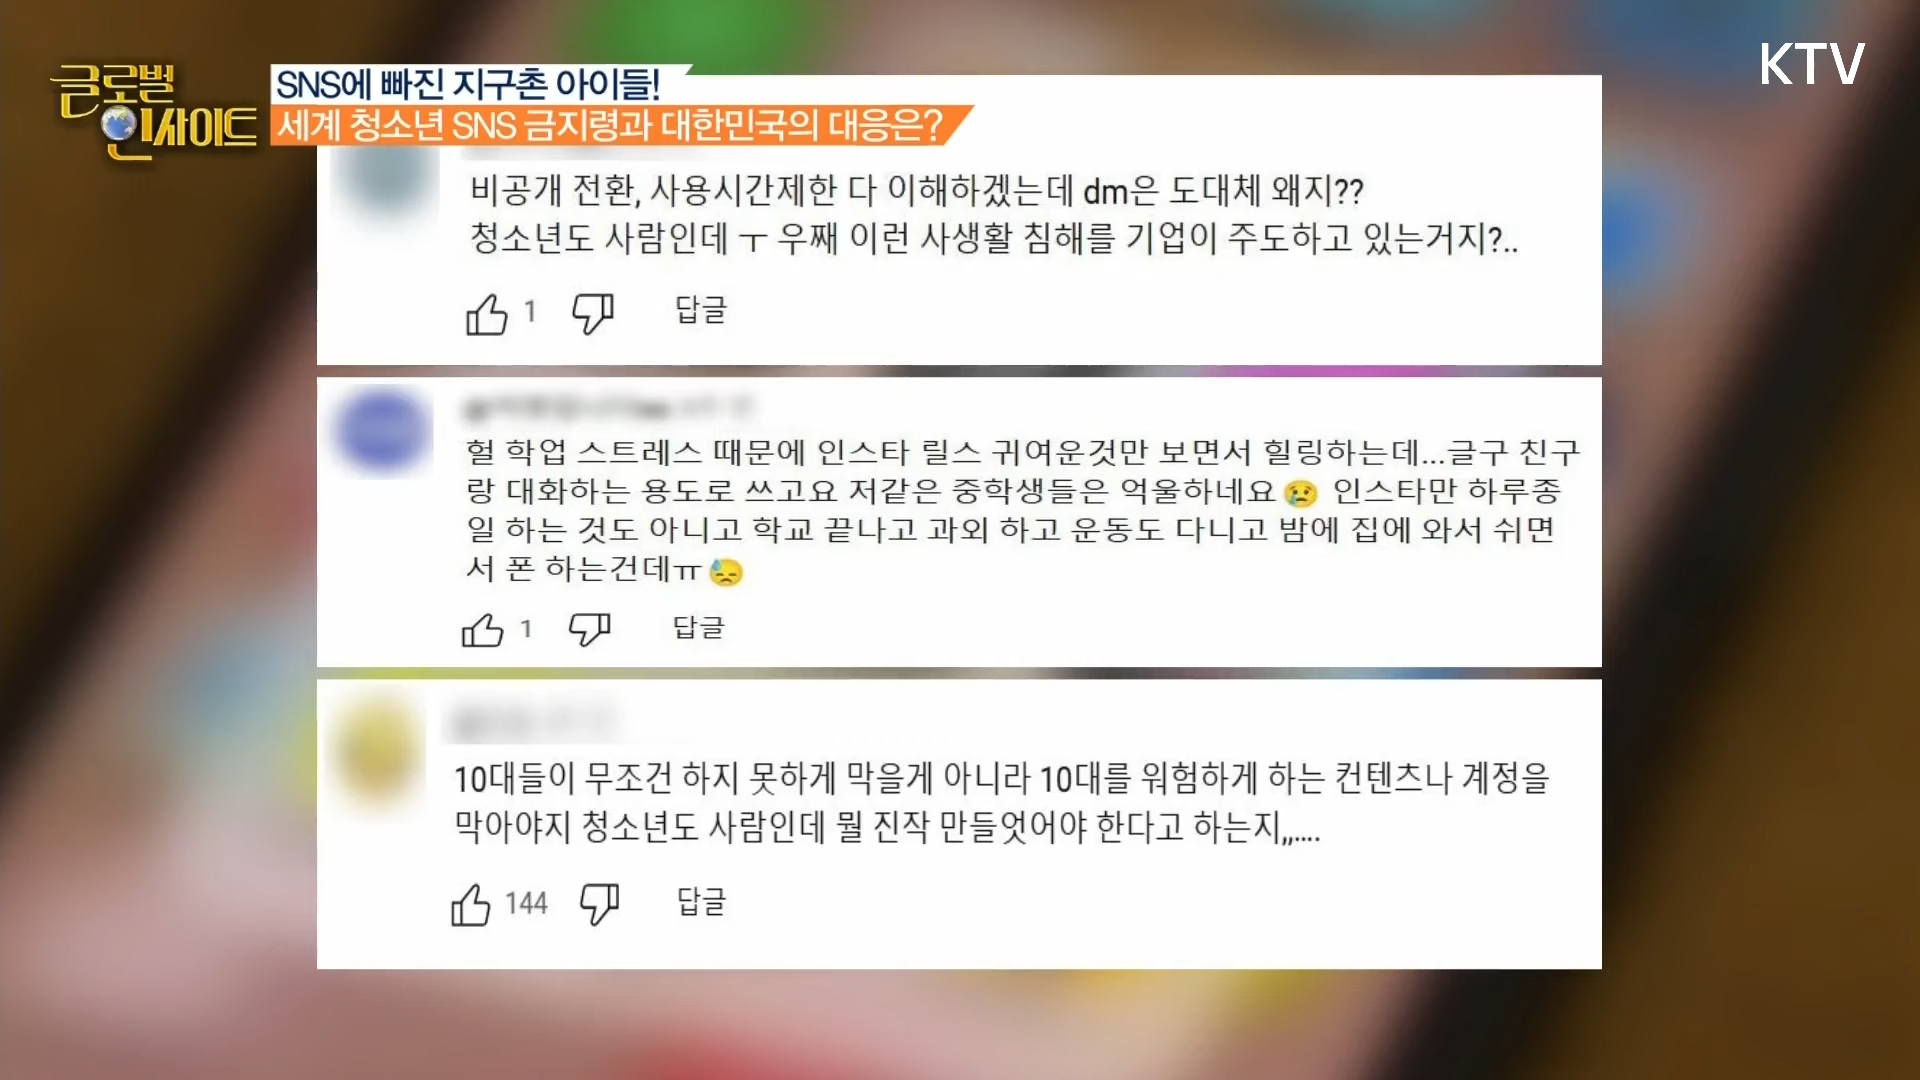 글로벌 인사이트
SNS에 빠진 지구촌 아이들!
세계 청소년 SNS 금지령과 대한민국의 대응은?
KTV
비공개 전환, 사용시간제한 다 이해하겠는데 dm은 도대체 왜지??
청소년도 사람인데 ㅜ 우째 이런 사생활 침해를 기업이 주도하고 있는거지?..
1 답글
헐 학업 스트레스 때문에 인스타 릴스 귀여운것만 보면서 힐링하는데...글구 친구
랑 대화하는 용도로 쓰고요 저같은 중학생들은 억울하네요😢 인스타만 하루종
일 하는 것도 아니고 학교 끝나고 과외 하고 운동도 다니고 밤에 집에 와서 쉬면
서 폰 하는건데ㅠ😓
1 답글
10대들이 무조건 하지 못하게 막을게 아니라 10대를 워험하게 하는 컨텐츠나 계정을
막아야지 청소년도 사람인데 뭘 진작 만들엇어야 한다고 하는지,,....
144 답글